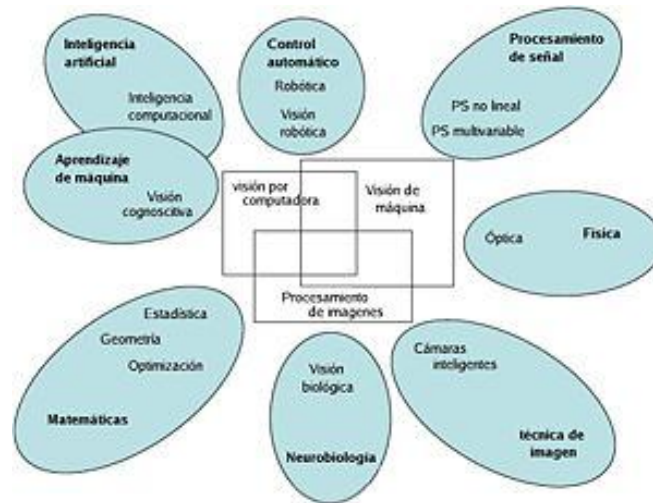 Inteligencia
artificial
Inteligencia
computacional
Aprendizaje
de máquina
Visión
cognoscitiva
Control
automático
Robótica
Visión
robótica
Procesamiento
de señal
PS no lineal
PS multivariable
visión por
computadora
Visión de
máquina
Procesamiento
de imagenes
Óptica
Física
Estadística
Geometría
Optimización
Matemáticas
Visión
biológica
Neurobiología
Cámaras
inteligentes
técnica de
imagen